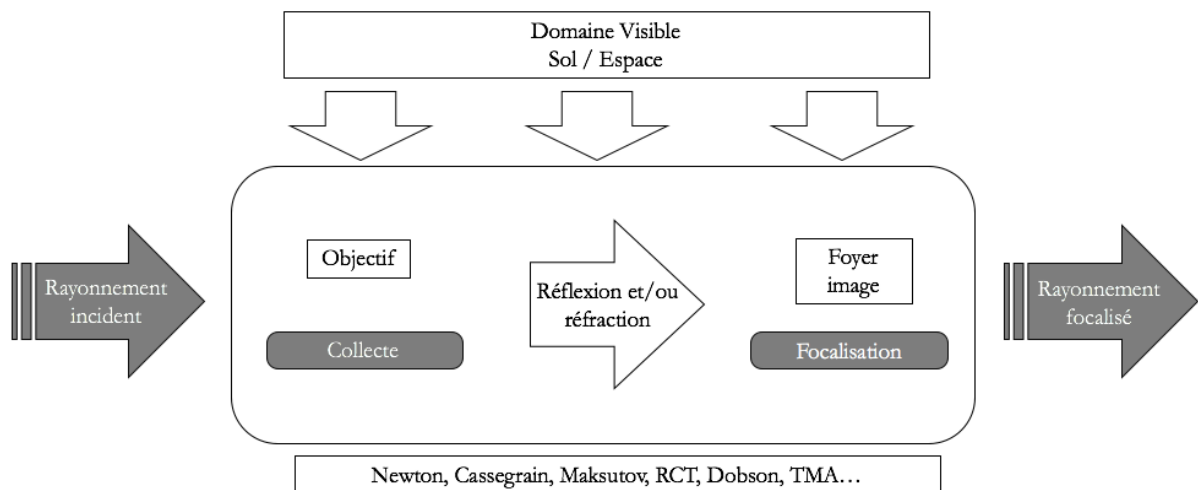 Domaine Visible
Sol / Espace
Rayonnement
incident
Objectif
Collecte
Réflexion et/ou
réfraction
Foyer
image
Focalisation
Rayonnement
focalisé
Newton, Cassegrain, Maksutov, RCT, Dobson, TMA…